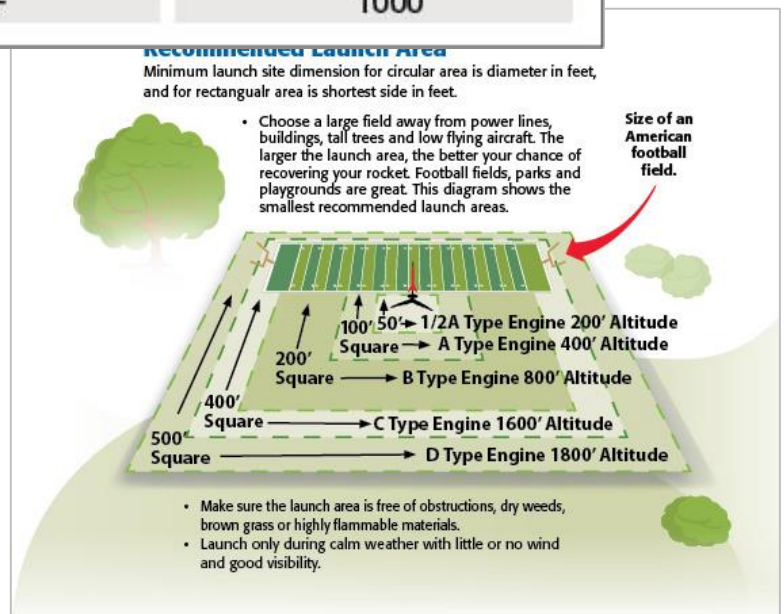 1000
Recommended Launch Area
Minimum launch site dimension for circular area is diameter in feet,
and for rectangualr area is shortest side in feet.
• Choose a large field away from power lines,
buildings, tall trees and low flying aircraft. The
larger the launch area, the better your chance of
recovering your rocket. Football fields, parks and
playgrounds are great. This diagram shows the
smallest recommended launch areas.
Size of an
American
football
field.
50' 1/2A Type Engine 200' Altitude
100'
Square A Type Engine 400' Altitude
200'
Square B Type Engine 800' Altitude
400'
Square C Type Engine 1600' Altitude
500'
Square D Type Engine 1800' Altitude
• Make sure the launch area is free of obstructions, dry weeds,
brown grass or highly flammable materials.
• Launch only during calm weather with little or no wind
and good visibility.